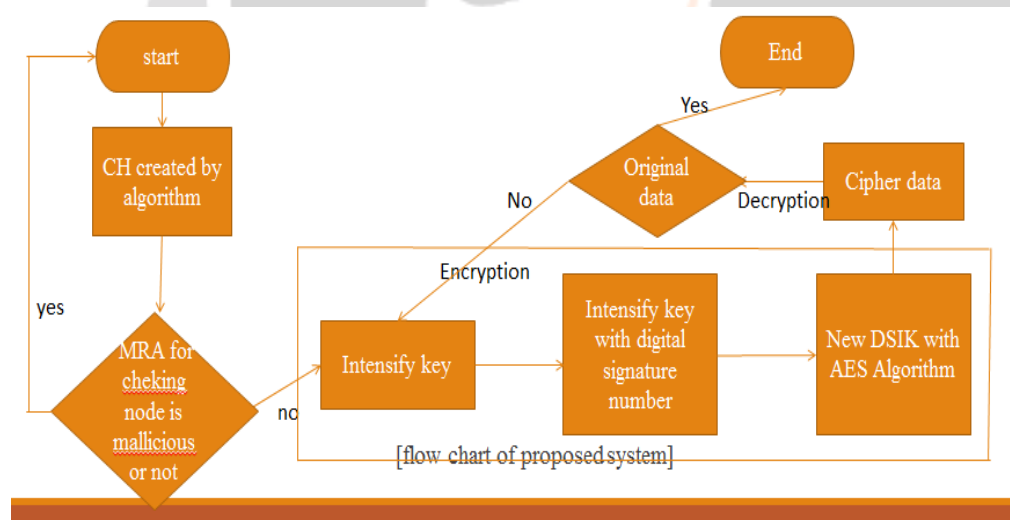 start
CH created by
algorithm
MRA for
cheking
node is
mallicious
or not
yes
no
Intensify key
Intensify key
with digital
signature
number
New DSIK with
AES Algorithm
Cipher data
Decryption
Original
data
No
Encryption
Yes
End
[flow chart of proposed system]